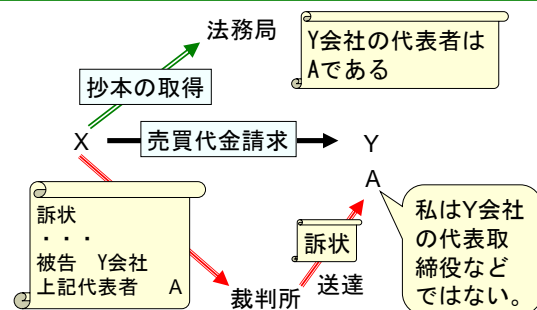 法務局
Y会社の代表者は
Aである
抄本の取得
X
売買代金請求
Y
A
訴状
・・・
被告　Y会社
上記代表者　A
訴状
送達
裁判所
私はY会社
の代表取
締役など
ではない。